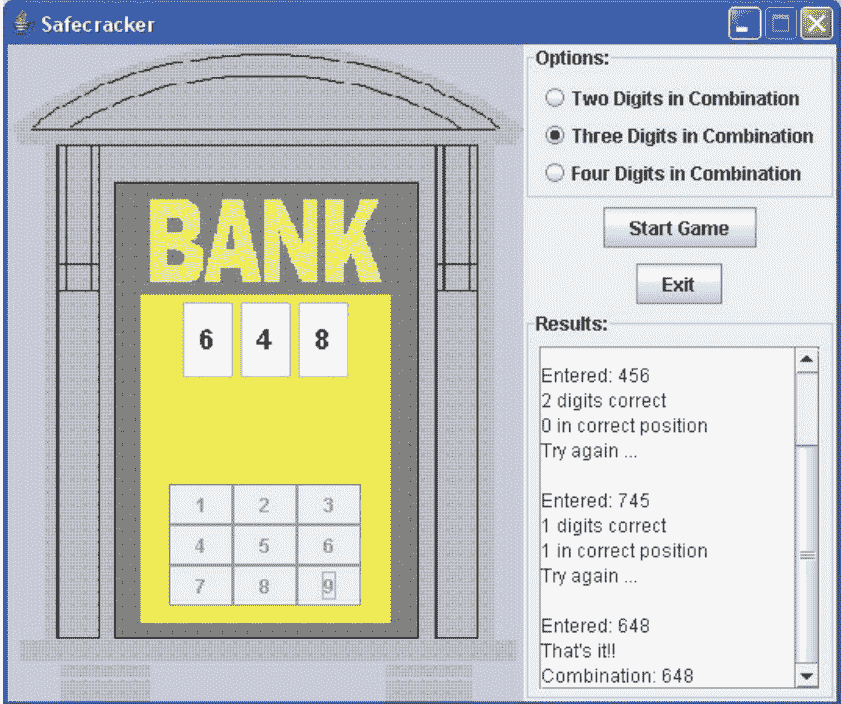 Safecracker
BANK
6 4 8
1 2 3
4 5 6
7 8 9
Options:
Two Digits in Combination
Three Digits in Combination
Four Digits in Combination
Start Game
Exit
Results:
Entered: 456
2 digits correct
0 in correct position
Try again ...
Entered: 745
1 digits correct
1 in correct position
Try again ...
Entered: 648
That's it!!
Combination: 648